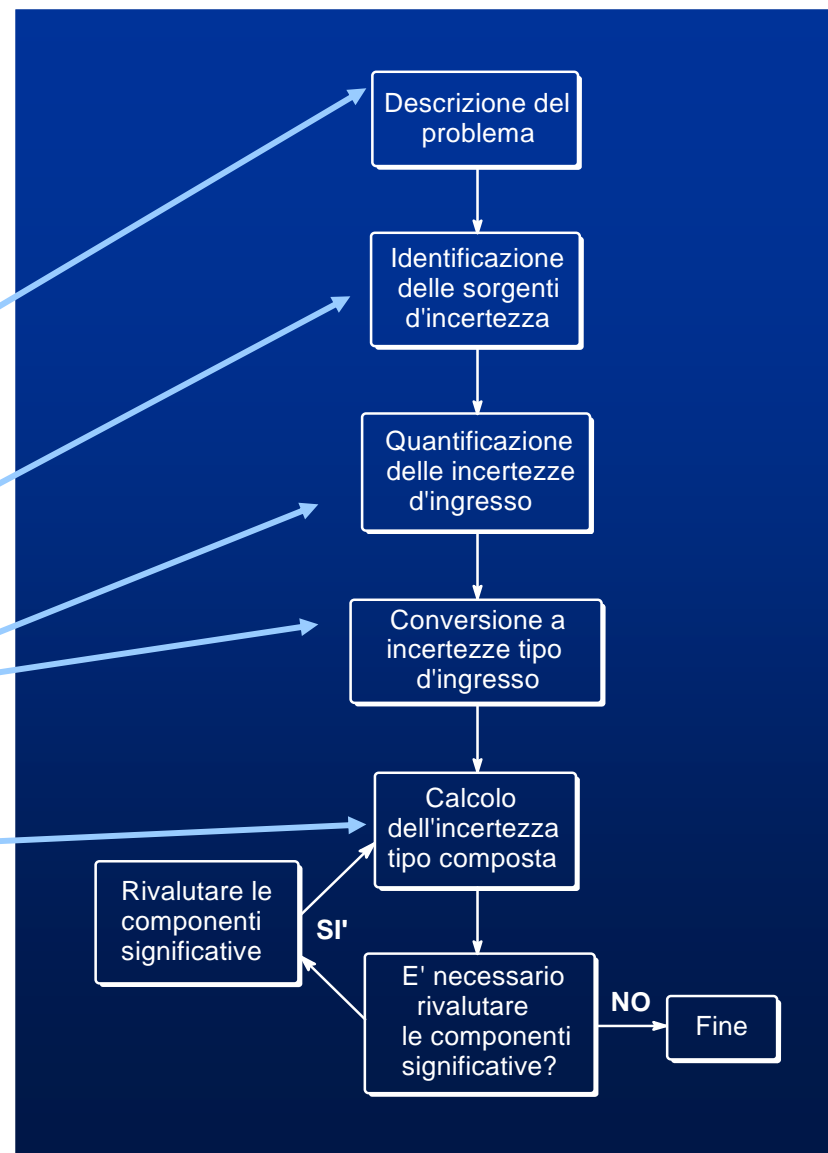 Descrizione del
problema
Identificazione
delle sorgenti
d'incertezza
Quantificazione
delle incertezze
d'ingresso
Conversione a
incertezze tipo
d'ingresso
Calcolo
dell'incertezza
tipo composta
Rivalutare le
componenti
significative
SI'
E' necessario
rivalutare
le componenti
significative?
NO
Fine